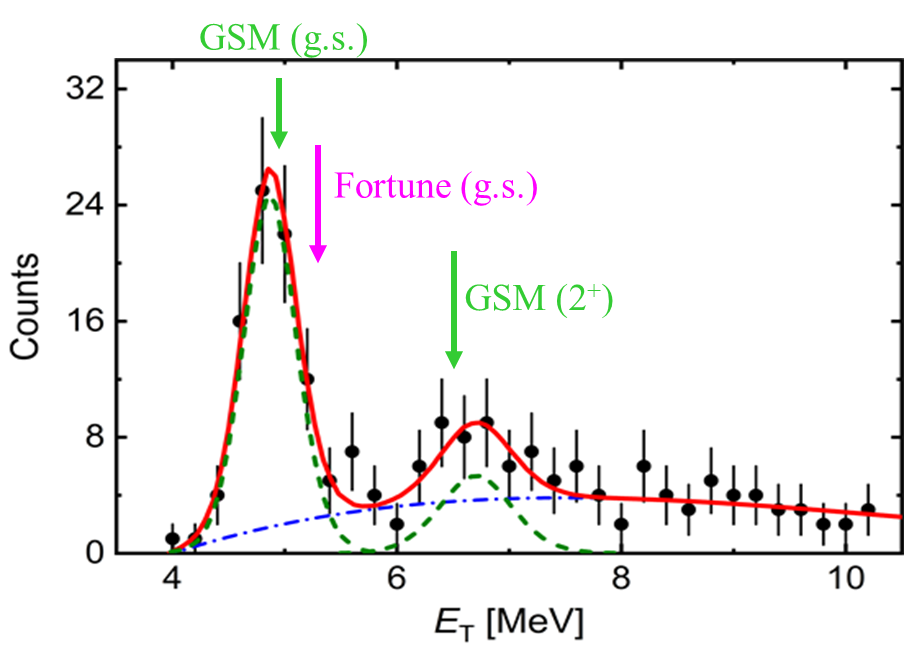 GSM (g.s.)
Fortune (g.s.)
GSM (2⁺)
32
24
16
8
0
Counts
4 6 8 10
E_T [MeV]